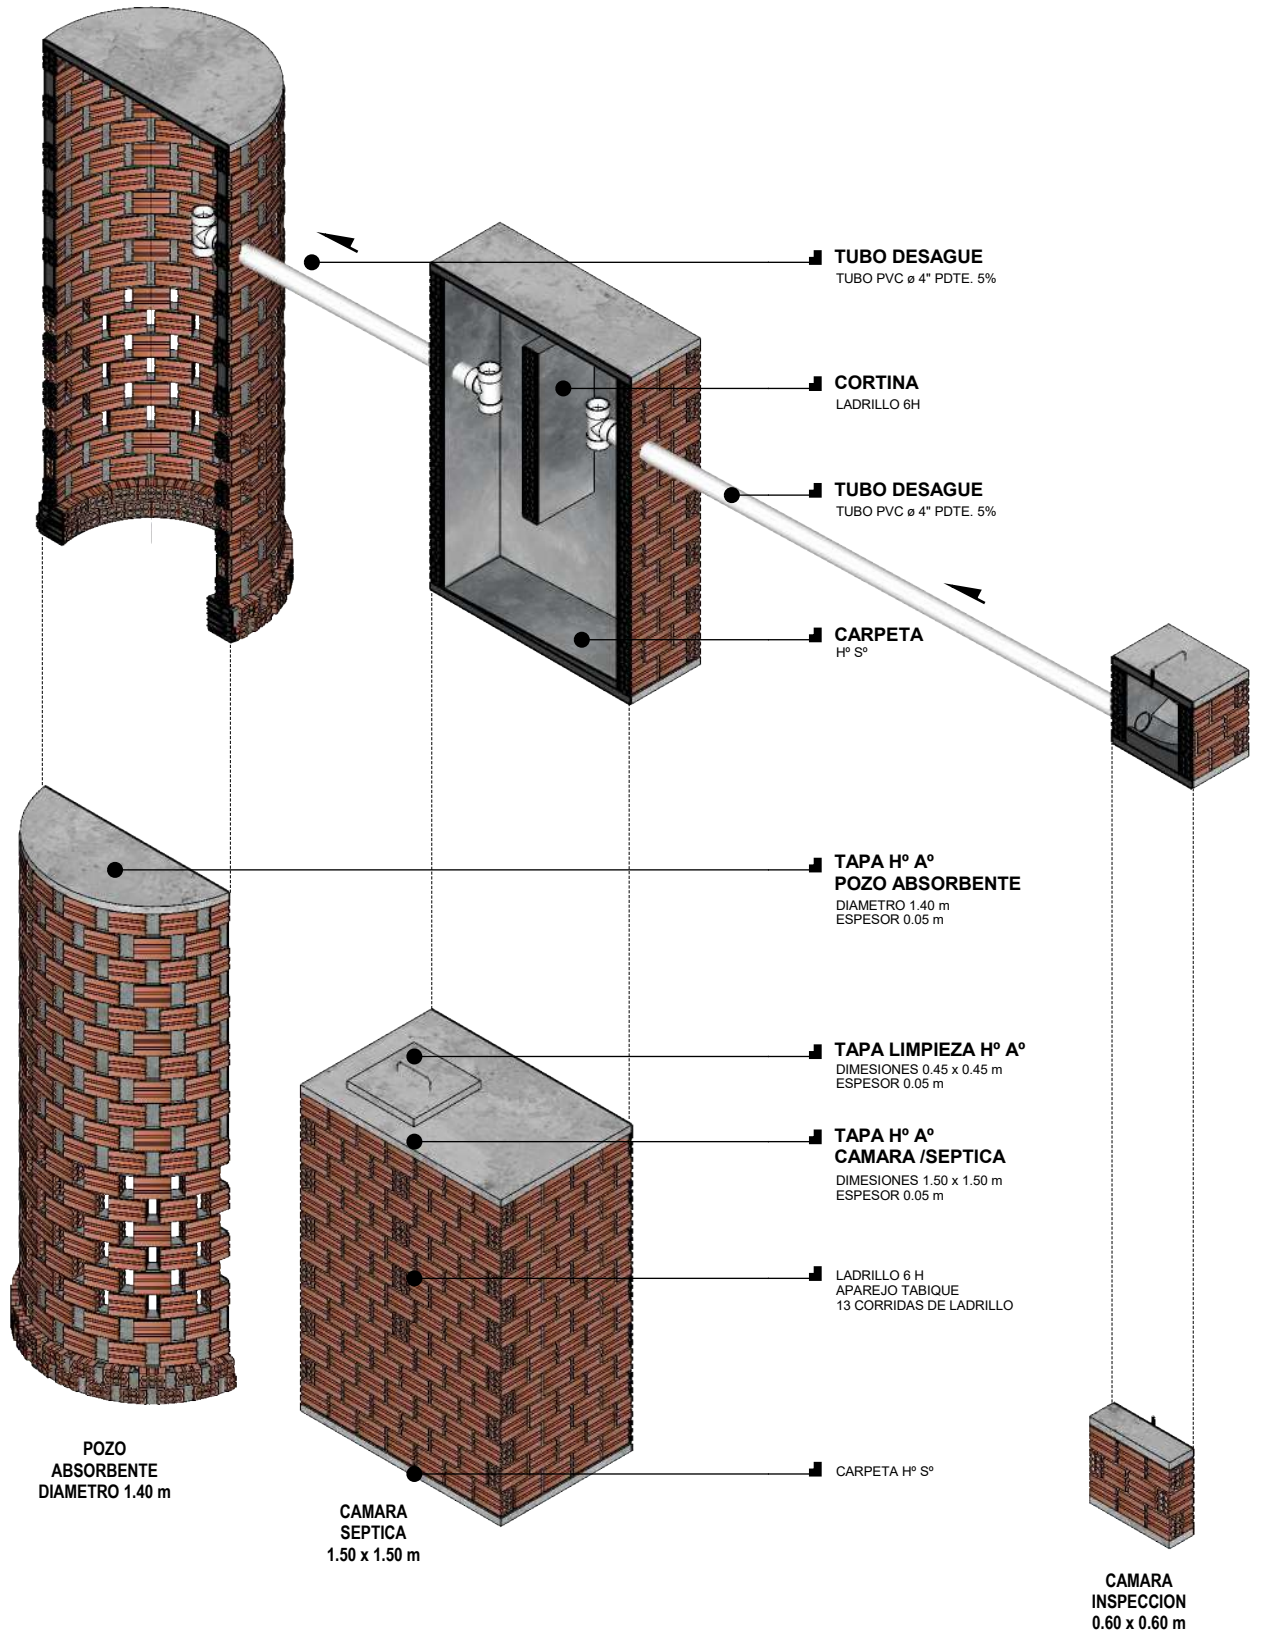 TUBO DESAGUE
TUBO PVC ø 4" PDTE. 5%
CORTINA
LADRILLO 6H
TUBO DESAGUE
TUBO PVC ø 4" PDTE. 5%
CARPETA
Hº Sº
TAPA Hº Aº
POZO ABSORBENTE
DIAMETRO 1.40 m
ESPESOR 0.05 m
TAPA LIMPIEZA Hº Aº
DIMESIONES 0.45 x 0.45 m
ESPESOR 0.05 m
TAPA Hº Aº
CAMARA /SEPTICA
DIMESIONES 1.50 x 1.50 m
ESPESOR 0.05 m
LADRILLO 6 H
APAREJO TABIQUE
13 CORRIDAS DE LADRILLO
CARPETA Hº Sº
POZO
ABSORBENTE
DIAMETRO 1.40 m
CAMARA
SEPTICA
1.50 x 1.50 m
CAMARA
INSPECCION
0.60 x 0.60 m